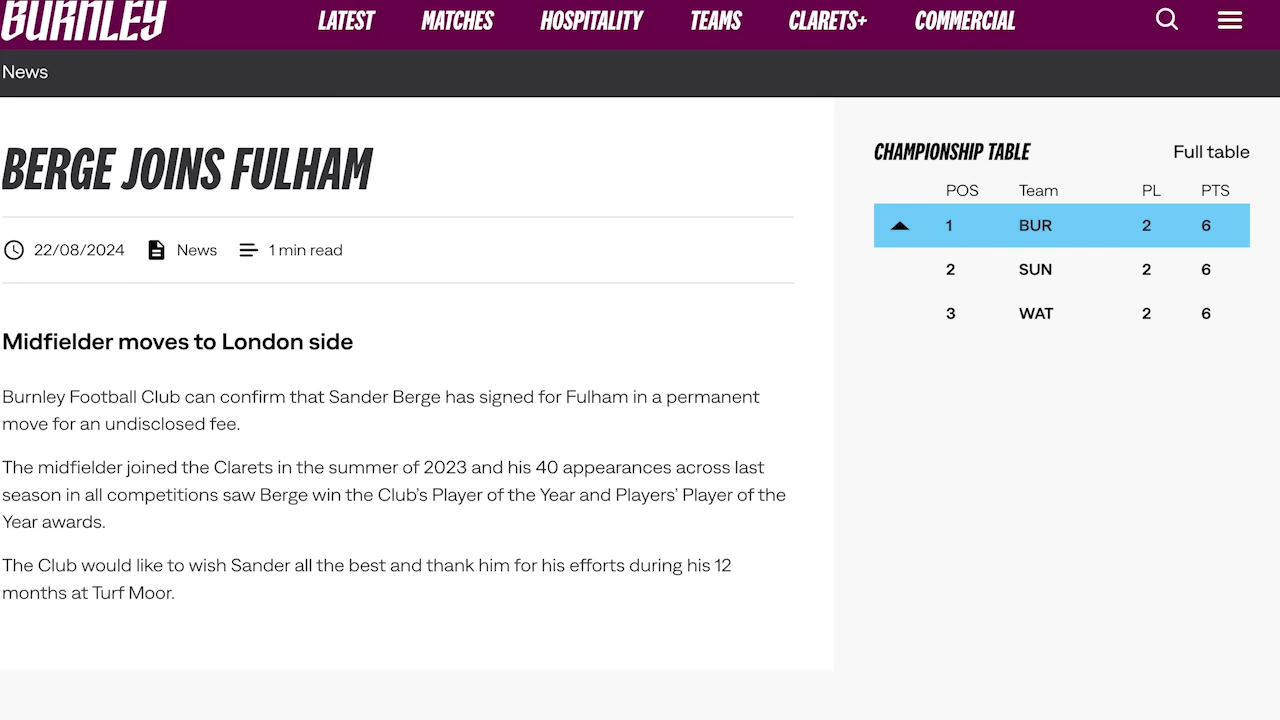 BURNLEY
LATEST MATCHES HOSPITALITY TEAMS CLARETS+ COMMERCIAL
News
BERGE JOINS FULHAM
22/08/2024 News 1 min read
Midfielder moves to London side
Burnley Football Club can confirm that Sander Berge has signed for Fulham in a permanent
move for an undisclosed fee.
The midfielder joined the Clarets in the summer of 2023 and his 40 appearances across last
season in all competitions saw Berge win the Club’s Player of the Year and Players’ Player of the
Year awards.
The Club would like to wish Sander all the best and thank him for his efforts during his 12
months at Turf Moor.
CHAMPIONSHIP TABLE Full table
POS Team PL PTS
1 BUR 2 6
2 SUN 2 6
3 WAT 2 6